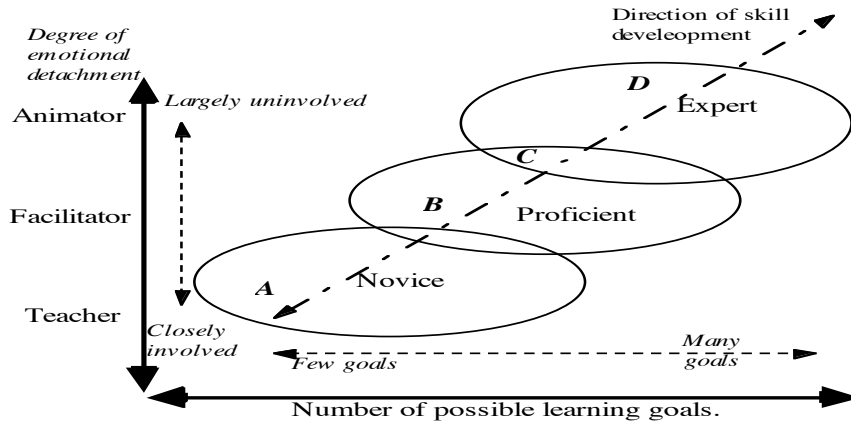 Direction of skill
develeopment
Degree of
emotional
detachment
Largely uninvolved
D
Animator
Expert
C
B
Facilitator
Proficient
A
Novice
Teacher
Closely
involved
Many
goals
Few goals
Number of possible learning goals.